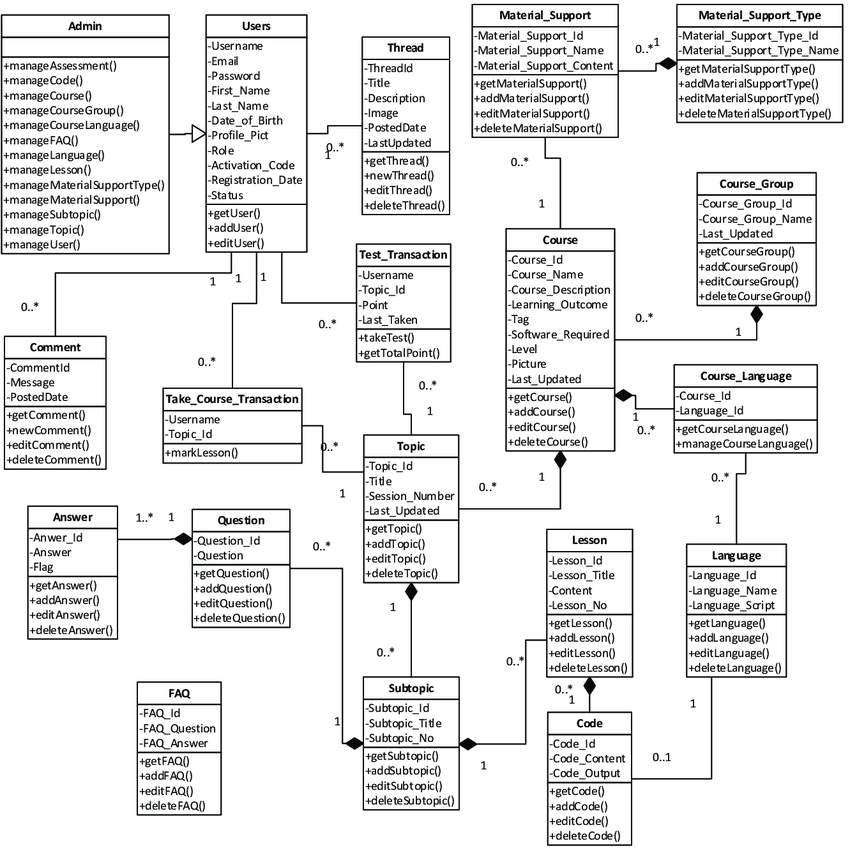 Admin
+manageAssessment()
+manageCode()
+manageCourse()
+manageCourseGroup()
+manageCourseLanguage()
+manageFAQ()
+manageLanguage()
+manageLesson()
+manageMaterialSupportType()
+manageMaterialSupport()
+manageSubtopic()
+manageTopic()
+manageUser()
Users
-Username
-Email
-Password
-First_Name
-Last_Name
-Date_of_Birth
-Profile_Pict
-Role
-Activation_Code
-Registration_Date
-Status
+getUser()
+addUser()
+editUser()
Thread
-ThreadId
-Title
-Description
-Image
-PostedDate
-LastUpdated
+getThread()
+newThread()
+editThread()
+deleteThread()
0..*
1
Material_Support
-Material_Support_Id
-Material_Support_Name
-Material_Support_Content
+getMaterialSupport()
+addMaterialSupport()
+editMaterialSupport()
+deleteMaterialSupport()
0..*
1
Material_Support_Type
-Material_Support_Type_Id
-Material_Support_Type_Name
+getMaterialSupportType()
+addMaterialSupportType()
+editMaterialSupportType()
+deleteMaterialSupportType()
0..*
1
Course_Group
-Course_Group_Id
-Course_Group_Name
-Last_Updated
+getCourseGroup()
+addCourseGroup()
+editCourseGroup()
+deleteCourseGroup()
0..*
1
Course
-Course_Id
-Course_Name
-Course_Description
-Learning_Outcome
-Tag
-Software_Required
-Level
-Picture
-Last_Updated
+getCourse()
+addCourse()
+editCourse()
+deleteCourse()
1
0..*
Test_Transaction
-Username
-Topic_Id
-Point
-Last_Taken
+takeTest()
+getTotalPoint()
1
1
1
0..*
0..*
0..*
Comment
-CommentId
-Message
-PostedDate
+getComment()
+newComment()
+editComment()
+deleteComment()
Take_Course_Transaction
-Username
-Topic_Id
+markLesson()
0..*
1
0..*
1
Course_Language
-Course_Id
-Language_Id
+getCourseLanguage()
+manageCourseLanguage()
0..*
1
Topic
-Topic_Id
-Title
-Session_Number
-Last_Updated
+getTopic()
+addTopic()
+editTopic()
+deleteTopic()
0..*
1
1
0..*
Answer
-Anwer_Id
-Answer
-Flag
+getAnswer()
+addAnswer()
+editAnswer()
+deleteAnswer()
1..*
1
Question
-Question_Id
-Question
+getQuestion()
+addQuestion()
+editQuestion()
+deleteQuestion()
0..*
1
Lesson
-Lesson_Id
-Lesson_Title
-Content
-Lesson_No
+getLesson()
+addLesson()
+editLesson()
+deleteLesson()
0..*
1
Language
-Language_Id
-Language_Name
-Language_Script
+getLanguage()
+addLanguage()
+editLanguage()
+deleteLanguage()
1
0..1
FAQ
-FAQ_Id
-FAQ_Question
-FAQ_Answer
+getFAQ()
+addFAQ()
+editFAQ()
+deleteFAQ()
Subtopic
-Subtopic_Id
-Subtopic_Title
-Subtopic_No
+getSubtopic()
+addSubtopic()
+editSubtopic()
+deleteSubtopic()
0..*
1
Code
-Code_Id
-Code_Content
-Code_Output
+getCode()
+addCode()
+editCode()
+deleteCode()